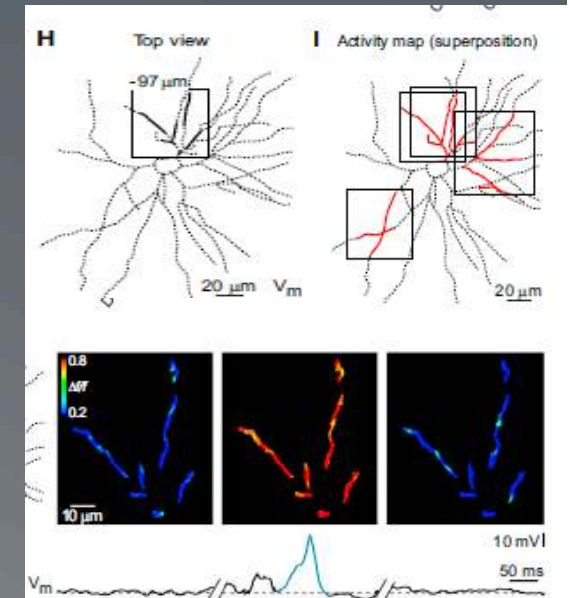 H Top view
-97 μm
20 μm
Vm
I Activity map (superposition)
20 μm
0.8
Δf/f
0.2
10 μm
10 mV
50 ms
Vm